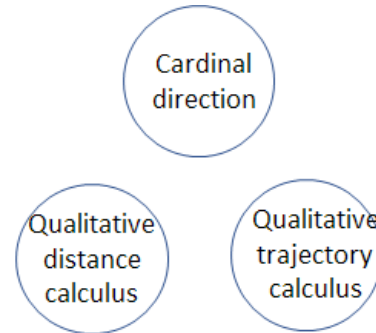 Cardinal
direction
Qualitative
distance
calculus
Qualitative
trajectory
calculus